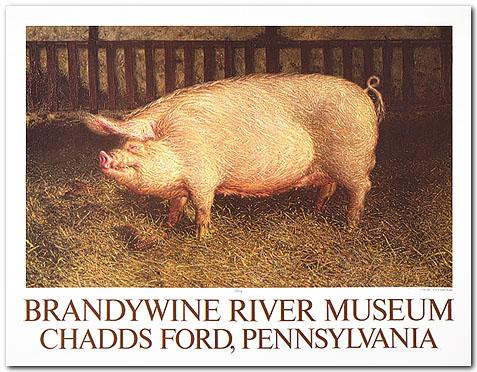 BRANDYWINE RIVER MUSEUM
CHADDS FORD, PENNSYLVANIA